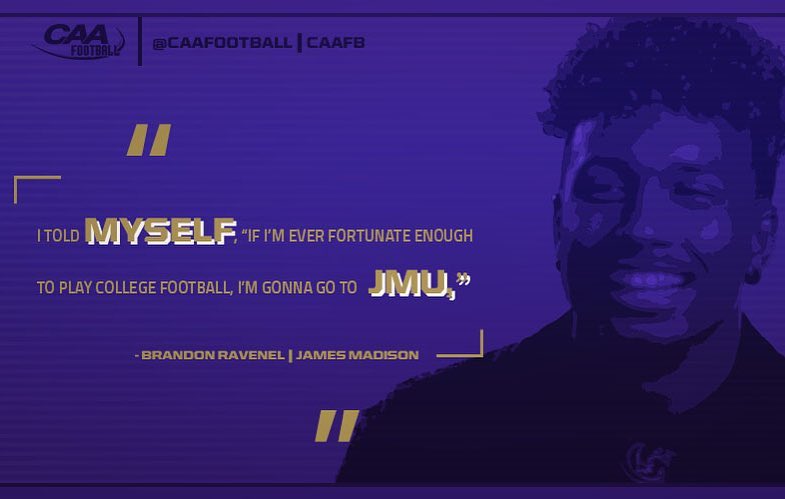 CAA
FOOTBALL
@CAAFOOTBALL | CAAFB
"
I TOLD MYSELF, “IF I’M EVER FORTUNATE ENOUGH
TO PLAY COLLEGE FOOTBALL, I’M GONNA GO TO JMU,”
- BRANDON RAVENEL | JAMES MADISON
"